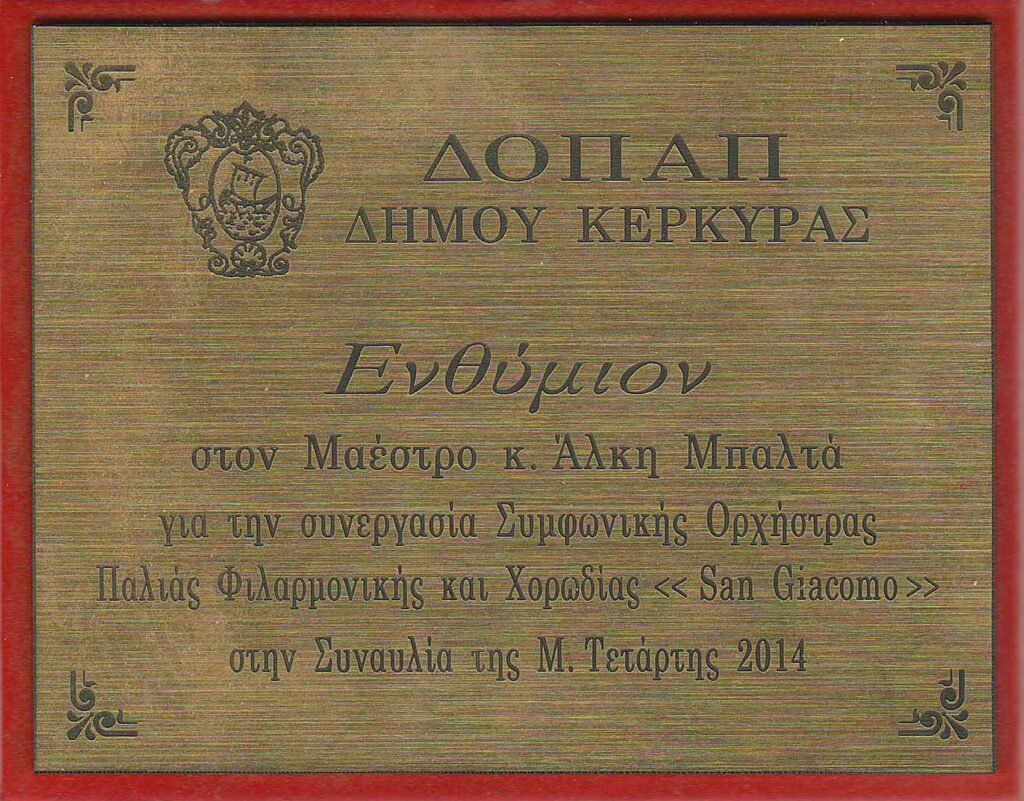 ΔΟΠΑΠ
ΔΗΜΟΥ ΚΕΡΚΥΡΑΣ
Ενθύμιον
στον Μαέστρο κ. Άλκη Μπαλτά
για την συνεργασία Συμφωνικής Ορχήστρας
Παλιάς Φιλαρμονικής και Χορωδίας << San Giacomo >>
στην Συναυλία της Μ. Τετάρτης 2014